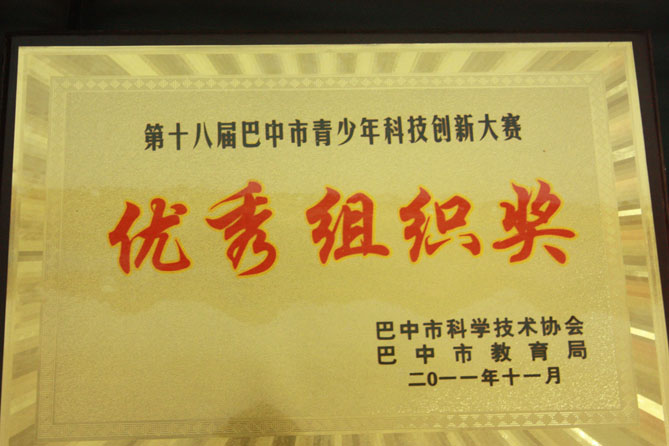 第十八届巴中市青少年科技创新大赛
优秀组织奖
巴中市科学技术协会
巴中市教育局
二0一一年十一月